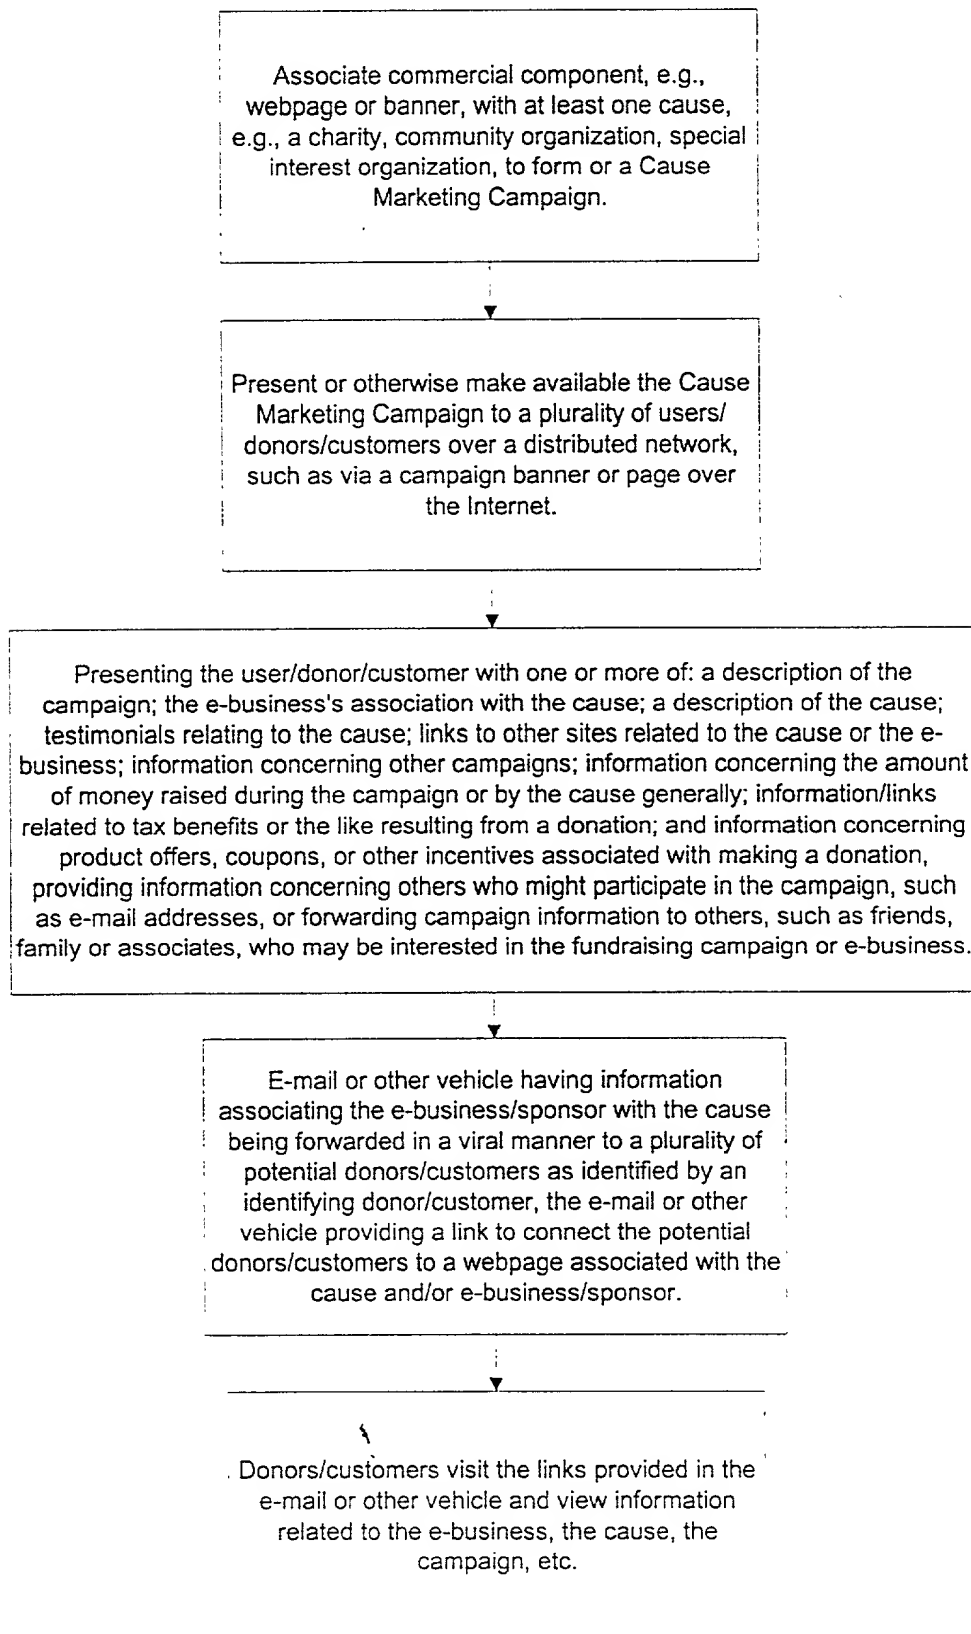 Associate commercial component, e.g.,
webpage or banner, with at least one cause,
e.g., a charity, community organization, special
interest organization, to form or a Cause
Marketing Campaign.
Present or otherwise make available the Cause
Marketing Campaign to a plurality of users/
donors/customers over a distributed network,
such as via a campaign banner or page over
the Internet.
Presenting the user/donor/customer with one or more of: a description of the
campaign; the e-business's association with the cause; a description of the cause;
testimonials relating to the cause; links to other sites related to the cause or the e-
business; information concerning other campaigns; information concerning the amount
of money raised during the campaign or by the cause generally; information/links
related to tax benefits or the like resulting from a donation; and information concerning
product offers, coupons, or other incentives associated with making a donation,
providing information concerning others who might participate in the campaign, such
as e-mail addresses, or forwarding campaign information to others, such as friends,
family or associates, who may be interested in the fundraising campaign or e-business.
E-mail or other vehicle having information
associating the e-business/sponsor with the cause
being forwarded in a viral manner to a plurality of
potential donors/customers as identified by an
identifying donor/customer, the e-mail or other
vehicle providing a link to connect the potential
donors/customers to a webpage associated with the
cause and/or e-business/sponsor.
Donors/customers visit the links provided in the
e-mail or other vehicle and view information
related to the e-business, the cause, the
campaign, etc.